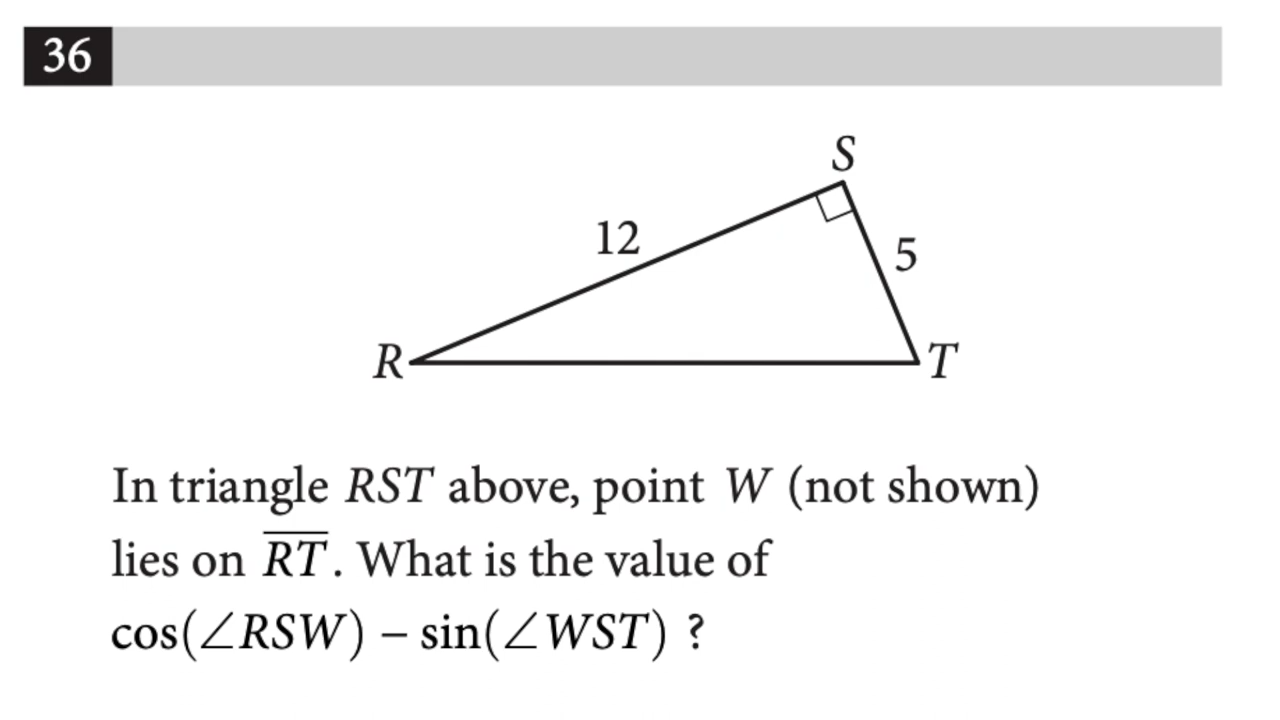 36
S
12
5
R
T
In triangle RST above, point W (not shown)
lies on R̅T̅. What is the value of
cos(∠RSW) – sin(∠WST) ?